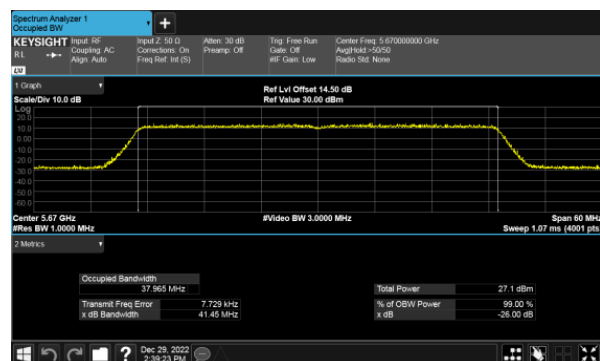 Spectrum Analyzer 1
Occupied BW
+
KEYSIGHT Input: RF Input Z: 50 Ω Atten: 30 dB Trig: Free Run Center Freq: 5.670000000 GHz
RL Coupling: AC Corrections: On Preamp: Off Gate: Off Avg|Hold:>50/50
Align: Auto Freq Ref: Int (S) #IF Gain: Low Radio Std: None
LM
1 Graph
Ref Lvl Offset 14.50 dB
Scale/Div 10.0 dB Ref Value 30.00 dBm
Log
20.0
10.0
0.00
-10.0
-20.0
-30.0
-40.0
-50.0
-60.0
Center 5.67 GHz #Video BW 3.0000 MHz Span 60 MHz
#Res BW 1.0000 MHz Sweep 1.07 ms (4001 pts)
2 Metrics
Occupied Bandwidth
37.965 MHz Total Power 27.1 dBm
Transmit Freq Error 7.729 kHz % of OBW Power 99.00 %
x dB Bandwidth 41.45 MHz x dB -26.00 dB
? Dec 29, 2022
2:39:23 PM